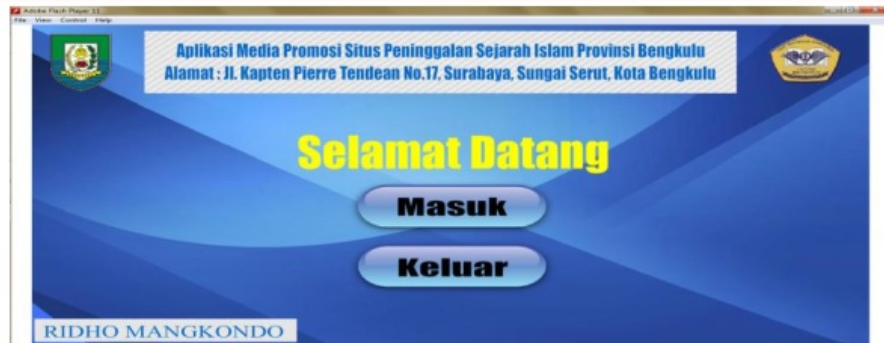 Adobe Flash Player 11
File View Control Help
Aplikasi Media Promosi Situs Peninggalan Sejarah Islam Provinsi Bengkulu
Alamat : Jl. Kapten Pierre Tendean No.17, Surabaya, Sungai Serut, Kota Bengkulu
Selamat Datang
Masuk
Keluar
RIDHO MANGKONDO